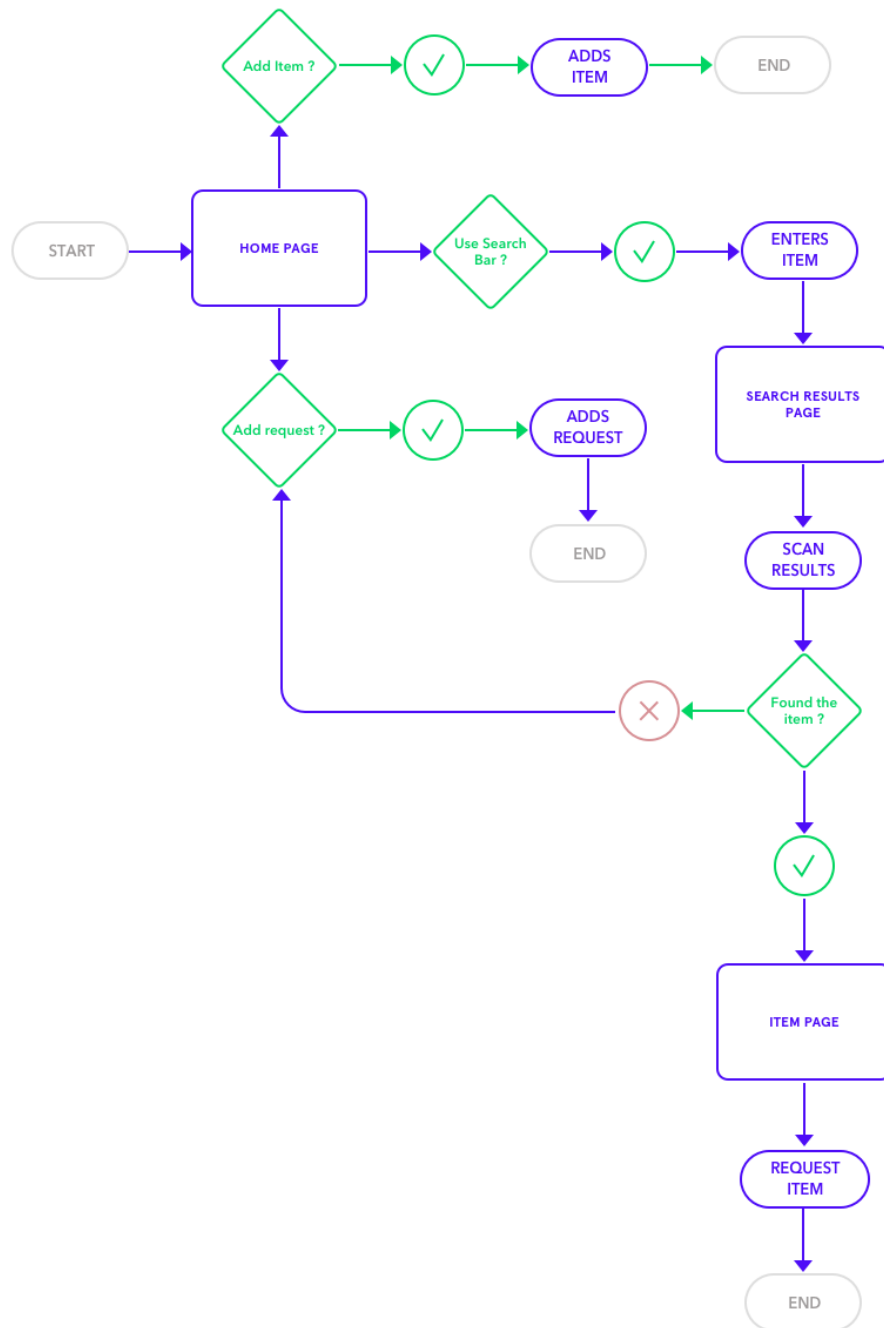 Add Item ?
ADDS
ITEM
END
START
HOME PAGE
Use Search
Bar ?
ENTERS
ITEM
SEARCH RESULTS
PAGE
Add request ?
ADDS
REQUEST
END
SCAN
RESULTS
Found the
item ?
ITEM PAGE
REQUEST
ITEM
END